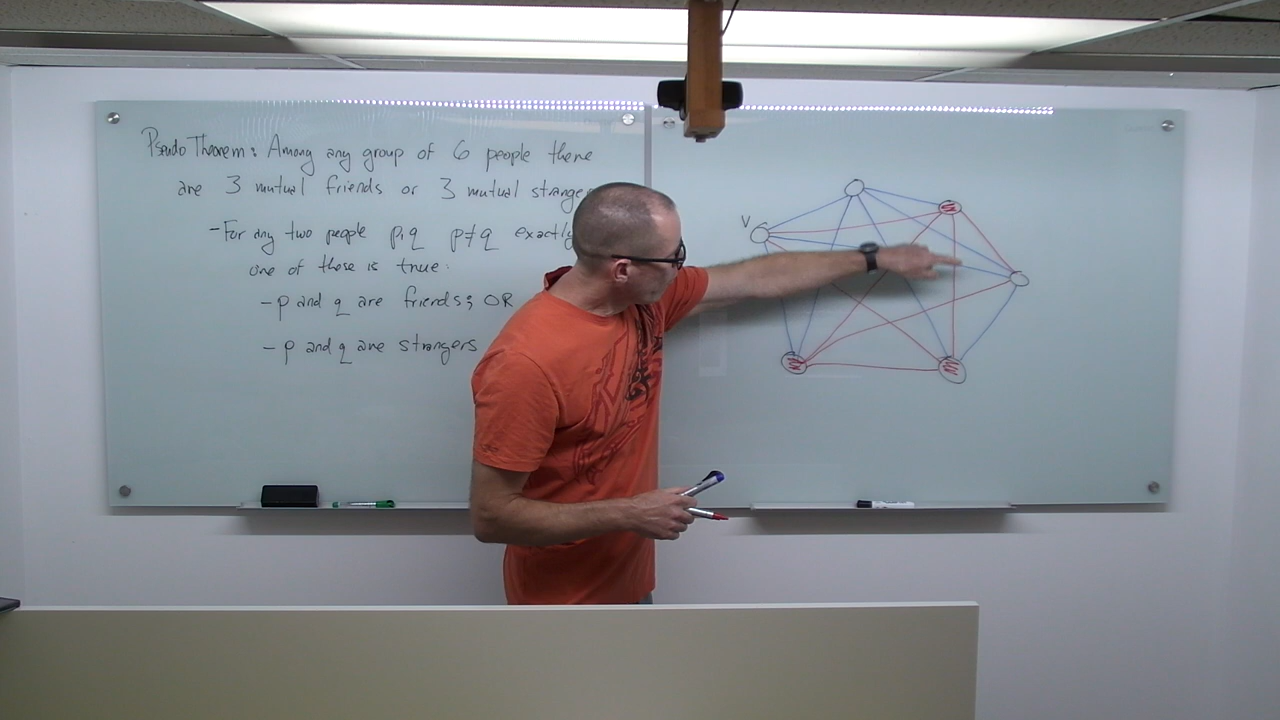 Pseudo Theorem: Among any group of 6 people there
are 3 mutual friends or 3 mutual strange
- For any two people p,q p≠q exactly
one of these is true.
- p and q are friends; OR
- p and q are strangers
V